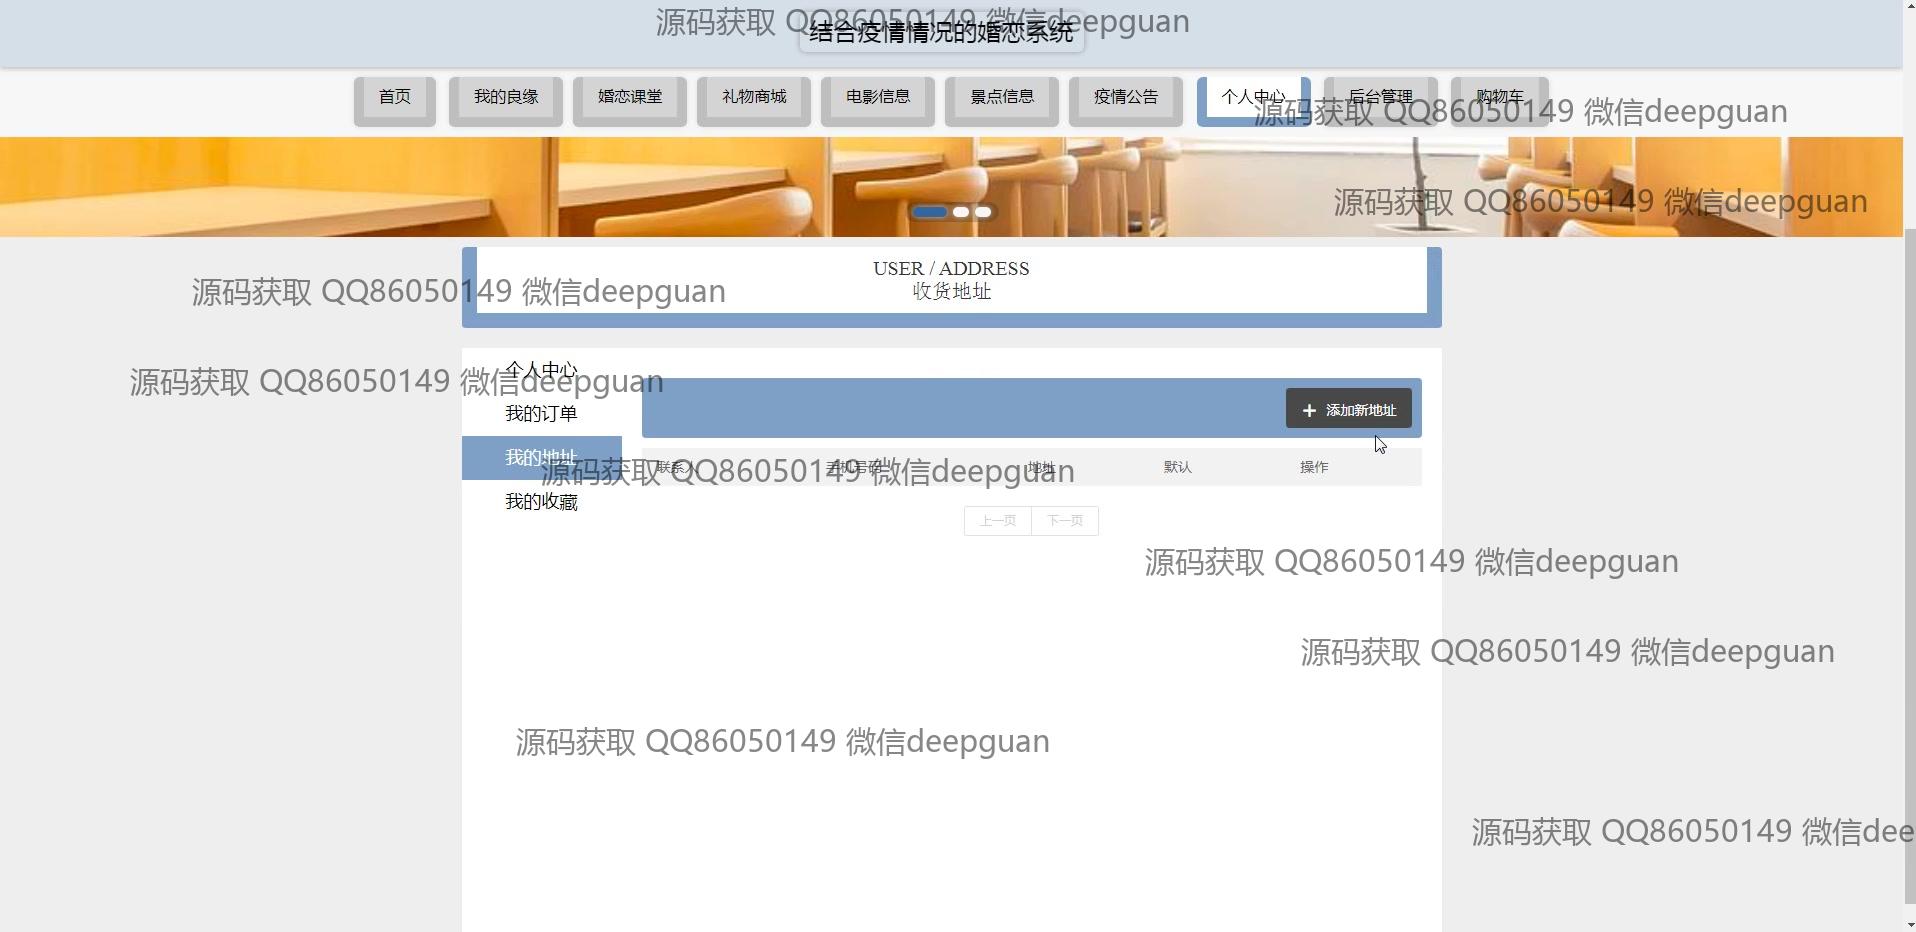 源码获取 QQ86050149 微信deepguan
结合疫情情况的婚恋系统
首页 我的良缘 婚恋课堂 礼物商城 电影信息 景点信息 疫情公告 个人中心 后台管理 购物车
源码获取 QQ86050149 微信deepguan
源码获取 QQ86050149 微信deepguan
USER / ADDRESS
收货地址
源码获取 QQ86050149 微信deepguan
个人中心
源码获取 QQ86050149 微信deepguan
添加新地址
我的订单
我的地址
联系人 手机号码 地址 默认 操作
源码获取 QQ86050149 微信deepguan
我的收藏
上一页 下一页
源码获取 QQ86050149 微信deepguan
源码获取 QQ86050149 微信deepguan
源码获取 QQ86050149 微信deepguan
源码获取 QQ86050149 微信dee